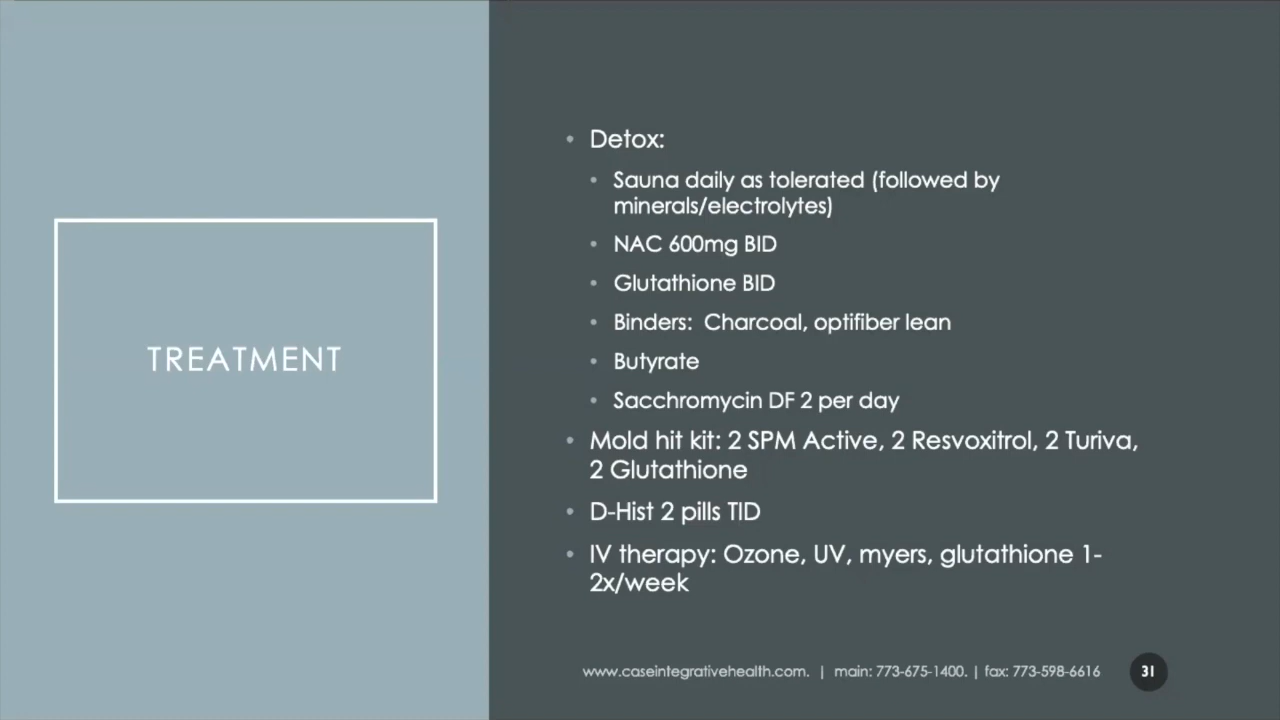 TREATMENT
• Detox:
• Sauna daily as tolerated (followed by
minerals/electrolytes)
• NAC 600mg BID
• Glutathione BID
• Binders:  Charcoal, optifiber lean
• Butyrate
• Sacchromycin DF 2 per day
• Mold hit kit: 2 SPM Active, 2 Resvoxitrol, 2 Turiva,
2 Glutathione
• D-Hist 2 pills TID
• IV therapy: Ozone, UV, myers, glutathione 1-
2x/week
www.caseintegrativehealth.com.  |  main: 773-675-1400. | fax: 773-598-6616
31